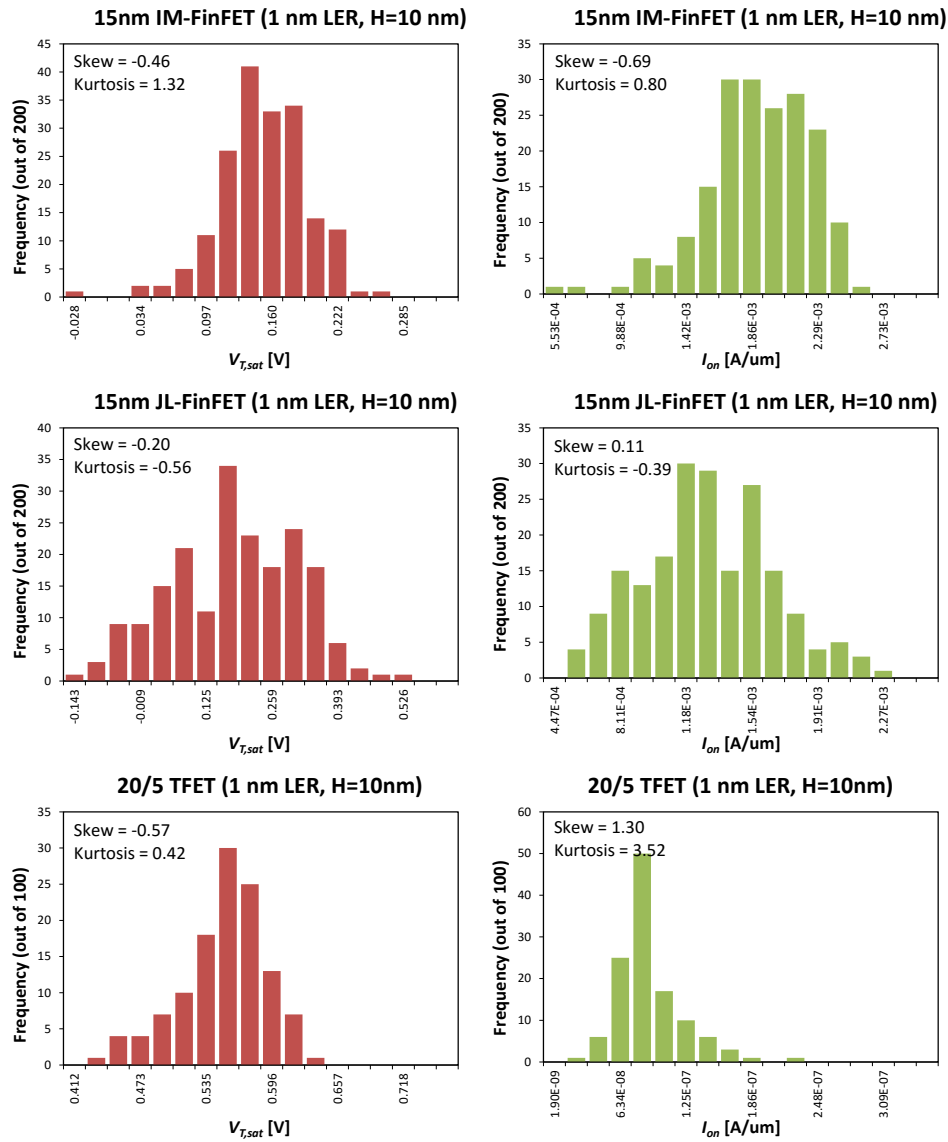 15nm IM-FinFET (1 nm LER, H=10 nm)
Skew = -0.46
Kurtosis = 1.32
Frequency (out of 200)
45
40
35
30
25
20
15
10
5
0
-0.028
0.034
0.097
0.160
0.222
0.285
V_{T,sat} [V]
15nm IM-FinFET (1 nm LER, H=10 nm)
Skew = -0.69
Kurtosis = 0.80
Frequency (out of 200)
35
30
25
20
15
10
5
0
5.53E-04
9.88E-04
1.42E-03
1.86E-03
2.29E-03
2.73E-03
I_{on} [A/um]
15nm JL-FinFET (1 nm LER, H=10 nm)
Skew = -0.20
Kurtosis = -0.56
Frequency (out of 200)
40
35
30
25
20
15
10
5
0
-0.143
-0.009
0.125
0.259
0.393
0.526
V_{T,sat} [V]
15nm JL-FinFET (1 nm LER, H=10 nm)
Skew = 0.11
Kurtosis = -0.39
Frequency (out of 200)
35
30
25
20
15
10
5
0
4.47E-04
8.11E-04
1.18E-03
1.54E-03
1.91E-03
2.27E-03
I_{on} [A/um]
20/5 TFET (1 nm LER, H=10nm)
Skew = -0.57
Kurtosis = 0.42
Frequency (out of 100)
35
30
25
20
15
10
5
0
0.412
0.473
0.535
0.596
0.657
0.718
V_{T,sat} [V]
20/5 TFET (1 nm LER, H=10nm)
Skew = 1.30
Kurtosis = 3.52
Frequency (out of 100)
60
50
40
30
20
10
0
1.90E-09
6.34E-08
1.25E-07
1.86E-07
2.48E-07
3.09E-07
I_{on} [A/um]